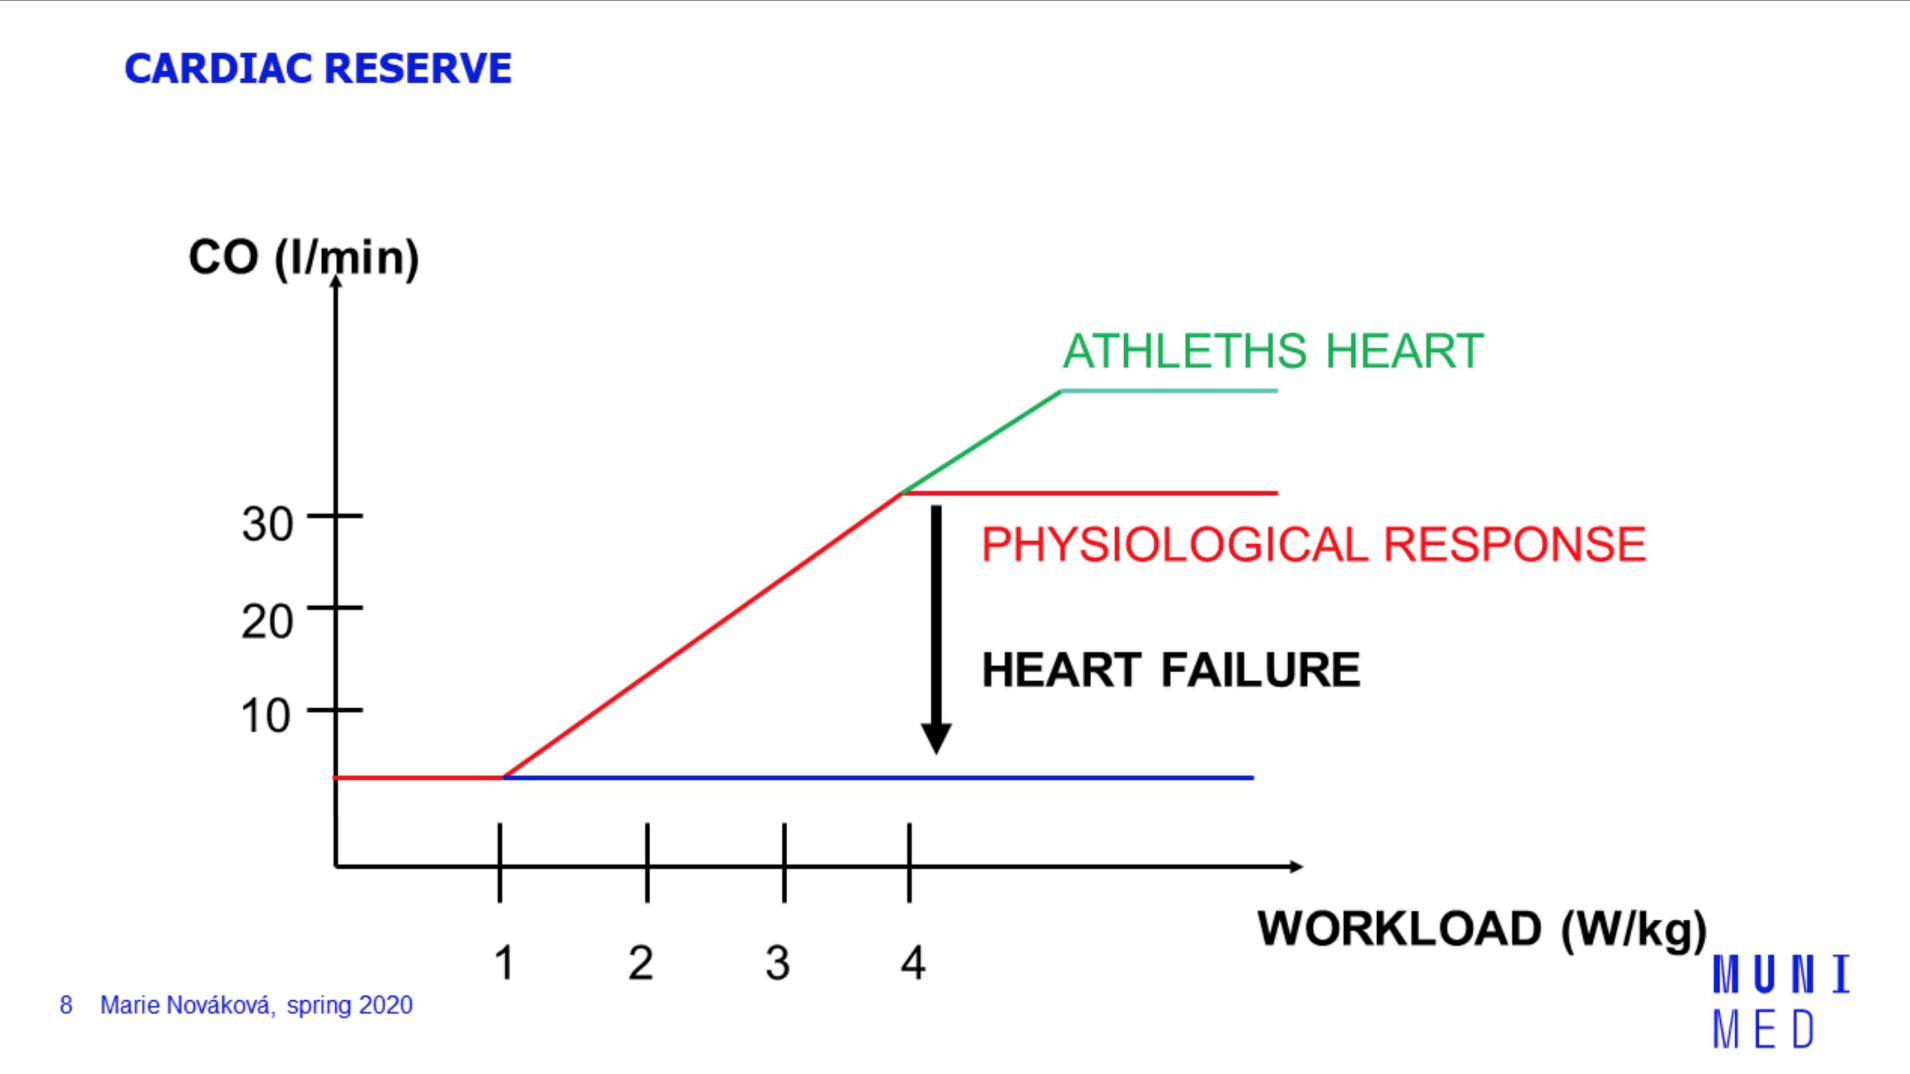 CARDIAC RESERVE
CO (l/min)
ATHLETHS HEART
30
PHYSIOLOGICAL RESPONSE
20
HEART FAILURE
10
WORKLOAD (W/kg)
1 2 3 4
8 Marie Nováková, spring 2020
MUNI
MED